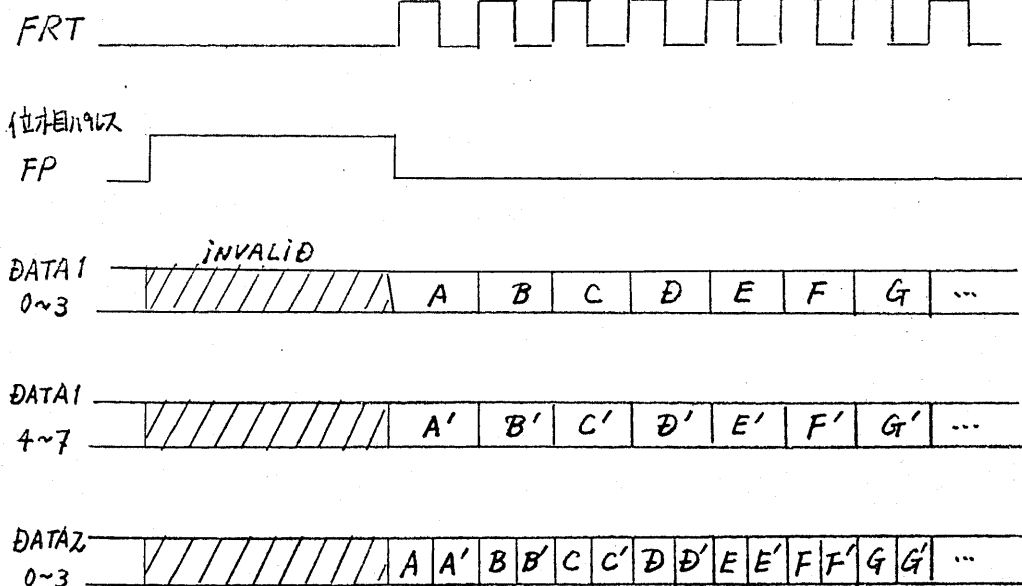 FRT
位相パルス
FP
INVALID
DATA1
0~3
A B C D E F G ...
DATA1
4~7
A' B' C' D' E' F' G' ...
DATA2
0~3
A A' B B' C C' D D' E E' F F' G G' ...